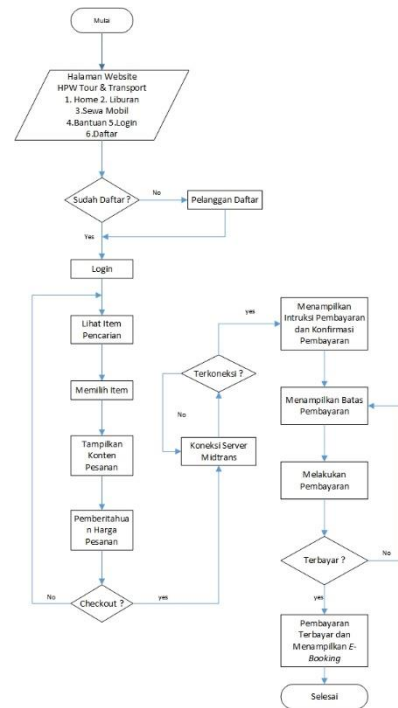 Mulai
Halaman Website
HPW Tour & Transport
1. Home 2. Liburan
3.Sewa Mobil
4.Bantuan 5.Login
6.Daftar
Sudah Daftar ?
No
Pelanggan Daftar
Yes
Login
Lihat Item
Pencarian
Memilih Item
Tampilkan
Konten
Pesanan
Pemberitahua
n Harga
Pesanan
Checkout ?
No
yes
Koneksi Server
Midtrans
No
Terkoneksi ?
yes
Menampilkan
Intruksi Pembayaran
dan Konfirmasi
Pembayaran
Menampilkan Batas
Pembayaran
Melakukan
Pembayaran
Terbayar ?
No
yes
Pembayaran
Terbayar dan
Menampilkan E-
Booking
Selesai